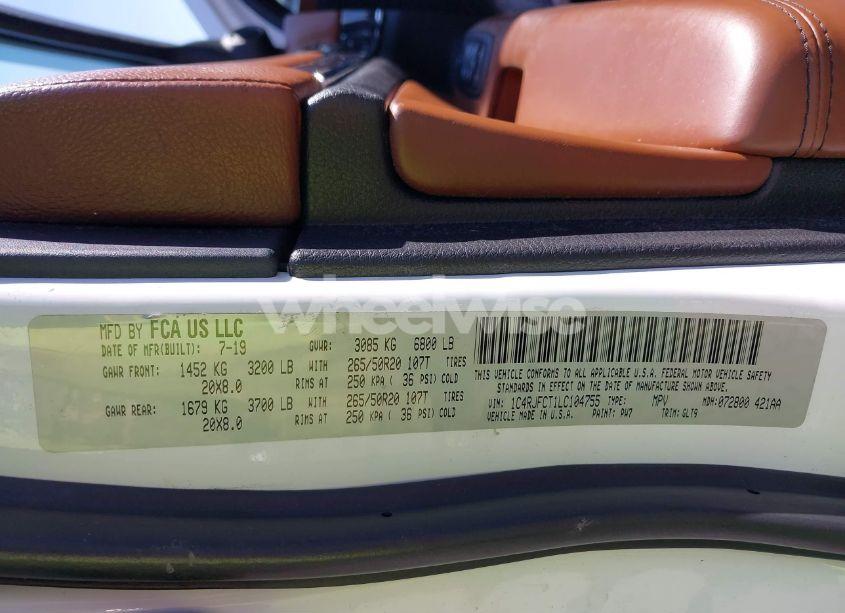 wheelwise
MFD BY FCA US LLC
DATE OF MFR(BUILT): 7-19 GVWR: 3085 KG 6800 LB
GAWR FRONT: 1452 KG 3200 LB WITH 265/50R20 107T TIRES
20X8.0 RIMS AT 250 KPA ( 36 PSI) COLD
GAWR REAR: 1679 KG 3700 LB WITH 265/50R20 107T TIRES
20X8.0 RIMS AT 250 KPA ( 36 PSI) COLD
THIS VEHICLE CONFORMS TO ALL APPLICABLE U.S.A. FEDERAL MOTOR VEHICLE SAFETY
STANDARDS IN EFFECT ON THE DATE OF MANUFACTURE SHOWN ABOVE.
VIN: 1C4RJFCT1LC104755 TYPE: MPV MDH: 072800 421AA
VEHICLE MADE IN U.S.A. PAINT: PW7 TRIM: GLT9